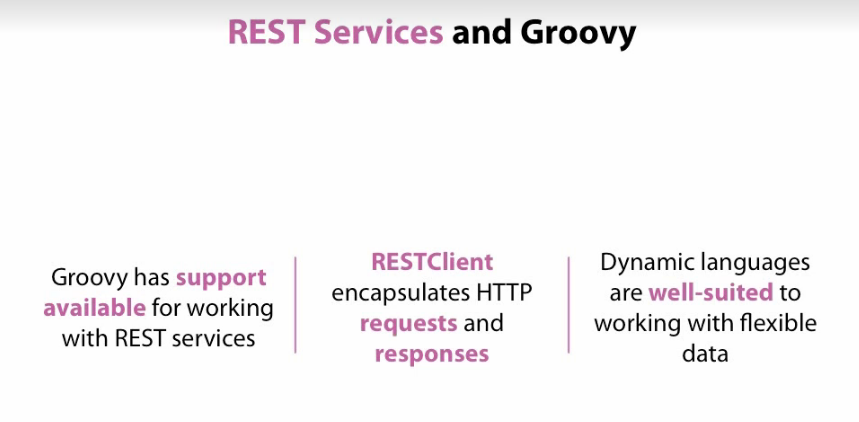 REST Services and Groovy
Groovy has support
available for working
with REST services
RESTClient
encapsulates HTTP
requests and
responses
Dynamic languages
are well-suited to
working with flexible
data